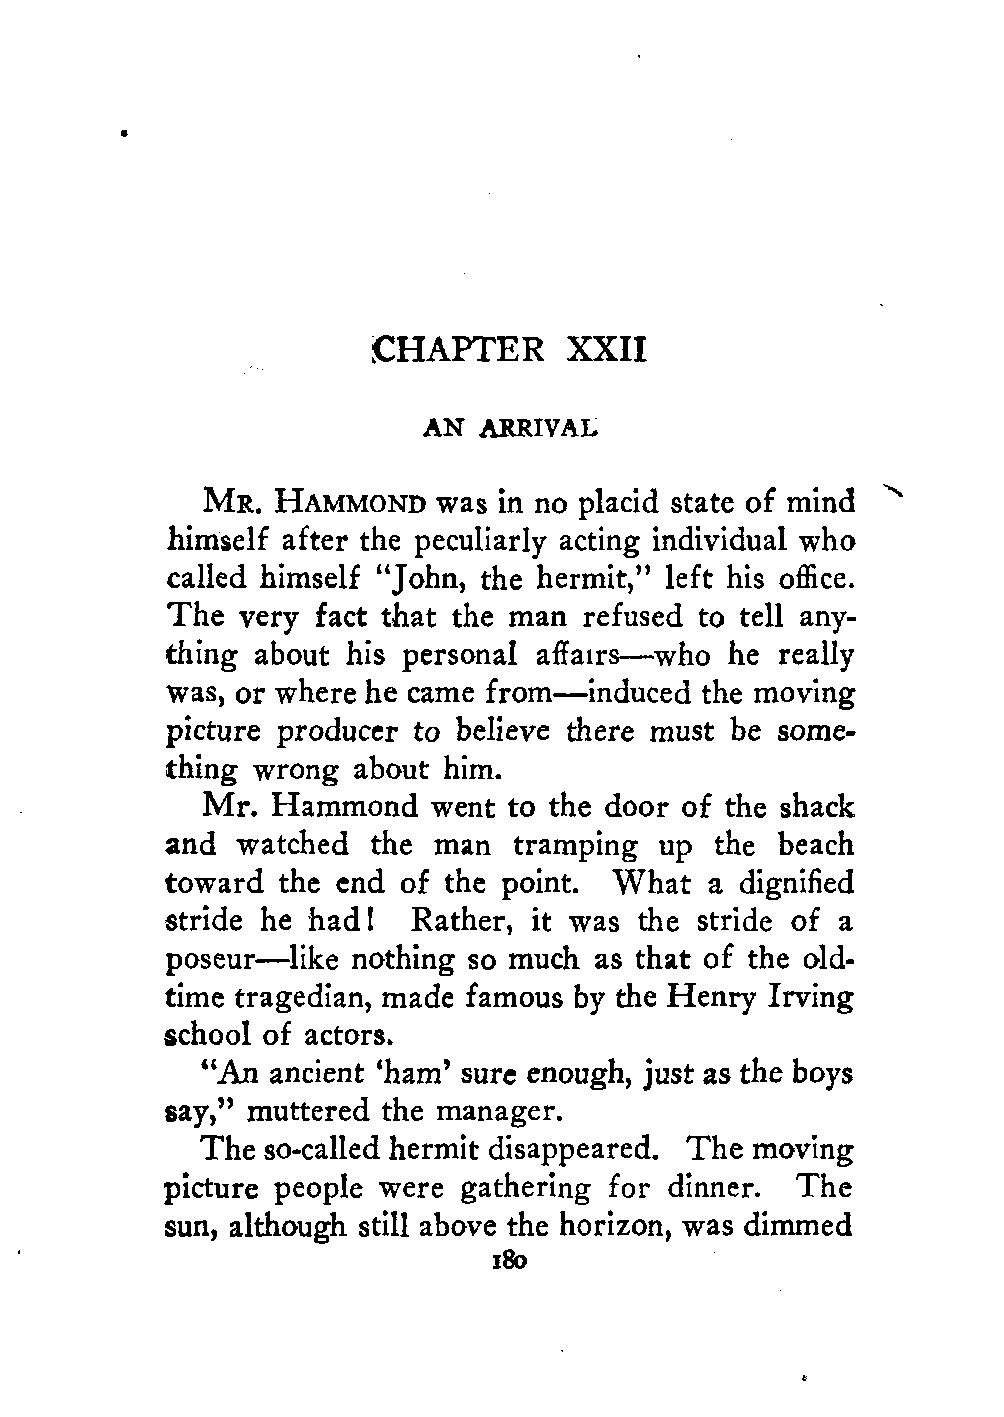 CHAPTER XXII
AN ARRIVAL
MR. HAMMOND was in no placid state of mind
himself after the peculiarly acting individual who
called himself "John, the hermit," left his office.
The very fact that the man refused to tell any-
thing about his personal affairs—who he really
was, or where he came from—induced the moving
picture producer to believe there must be some-
thing wrong about him.
Mr. Hammond went to the door of the shack
and watched the man tramping up the beach
toward the end of the point. What a dignified
stride he had! Rather, it was the stride of a
poseur—like nothing so much as that of the old-
time tragedian, made famous by the Henry Irving
school of actors.
"An ancient 'ham' sure enough, just as the boys
say," muttered the manager.
The so-called hermit disappeared. The moving
picture people were gathering for dinner. The
sun, although still above the horizon, was dimmed
180